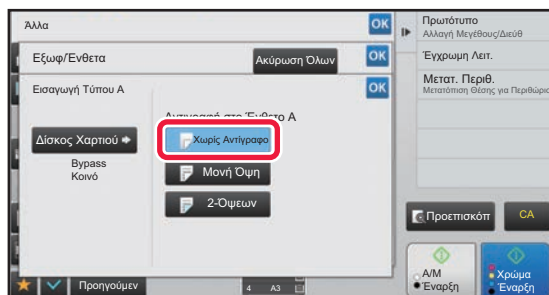 Άλλα
OK
Εξωφ/Ένθετα
Ακύρωση Όλων
OK
Εισαγωγή Τύπου A
OK
Αντιγραφή στο Ένθετο A
Δίσκος Χαρτιού
Bypass
Κοινό
Χωρίς Αντίγραφο
Μονή Όψη
2-Όψεων
Προηγούμεν
4 A3
Πρωτότυπο
Αλλαγή Μεγέθους/Διεύθ
Έγχρωμη Λειτ.
Μετατ. Περιθ.
Μετατόπιση Θέσης για Περιθώριο
Προεπισκόπ
CA
Α/Μ
Έναρξη
Χρώμα
Έναρξη